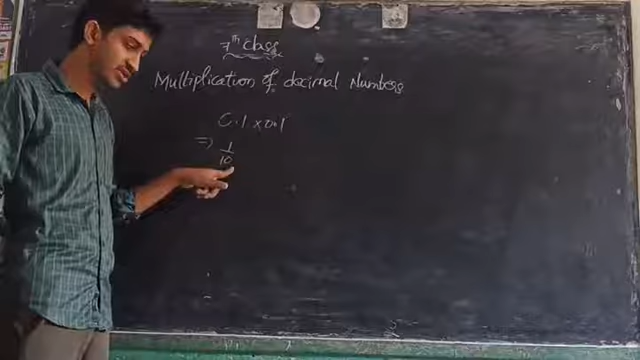 7th class
Multiplication of decimal Numbers
0.1 × 0.1
⇒ 1/10